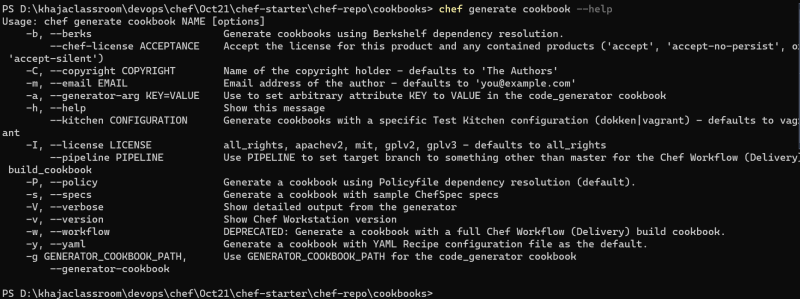 PS D:\khajaclassroom\devops\chef\Oct21\chef-starter\chef-repo\cookbooks> chef generate cookbook --help
Usage: chef generate cookbook NAME [options]
    -b, --berks                      Generate cookbooks using Berkshelf dependency resolution.
        --chef-license ACCEPTANCE    Accept the license for this product and any contained products ('accept', 'accept-no-persist', o
 'accept-silent')
    -C, --copyright COPYRIGHT        Name of the copyright holder - defaults to 'The Authors'
    -m, --email EMAIL                Email address of the author - defaults to 'you@example.com'
    -a, --generator-arg KEY=VALUE    Use to set arbitrary attribute KEY to VALUE in the code_generator cookbook
    -h, --help                       Show this message
        --kitchen CONFIGURATION      Generate cookbooks with a specific Test Kitchen configuration (dokken|vagrant) - defaults to vag
ant
    -I, --license LICENSE            all_rights, apachev2, mit, gplv2, gplv3 - defaults to all_rights
        --pipeline PIPELINE          Use PIPELINE to set target branch to something other than master for the Chef Workflow (Delivery)
 build_cookbook
    -P, --policy                     Generate a cookbook using Policyfile dependency resolution (default).
    -s, --specs                      Generate a cookbook with sample ChefSpec specs
    -V, --verbose                    Show detailed output from the generator
    -v, --version                    Show Chef Workstation version
    -w, --workflow                   DEPRECATED: Generate a cookbook with a full Chef Workflow (Delivery) build cookbook.
    -y, --yaml                       Generate a cookbook with YAML Recipe configuration file as the default.
    -g GENERATOR_COOKBOOK_PATH,      Use GENERATOR_COOKBOOK_PATH for the code_generator cookbook
        --generator-cookbook
PS D:\khajaclassroom\devops\chef\Oct21\chef-starter\chef-repo\cookbooks>